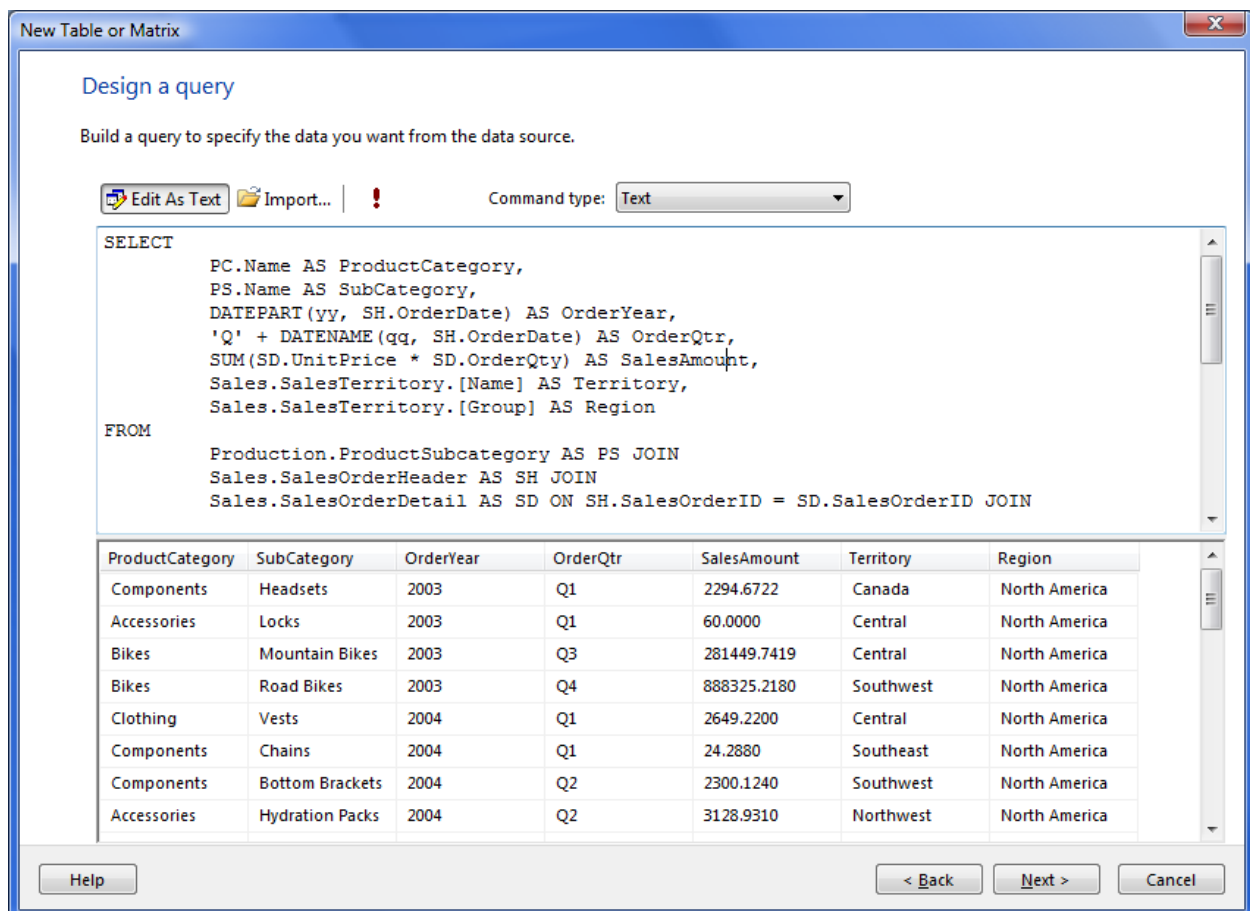 New Table or Matrix
Design a query
Build a query to specify the data you want from the data source.
Edit As Text Import... ! Command type: Text
SELECT
PC.Name AS ProductCategory,
PS.Name AS SubCategory,
DATEPART(yy, SH.OrderDate) AS OrderYear,
'Q' + DATENAME(qq, SH.OrderDate) AS OrderQtr,
SUM(SD.UnitPrice * SD.OrderQty) AS SalesAmount,
Sales.SalesTerritory.[Name] AS Territory,
Sales.SalesTerritory.[Group] AS Region
FROM
Production.ProductSubcategory AS PS JOIN
Sales.SalesOrderHeader AS SH JOIN
Sales.SalesOrderDetail AS SD ON SH.SalesOrderID = SD.SalesOrderID JOIN
ProductCategory SubCategory OrderYear OrderQtr SalesAmount Territory Region
Components Headsets 2003 Q1 2294.6722 Canada North America
Accessories Locks 2003 Q1 60.0000 Central North America
Bikes Mountain Bikes 2003 Q3 281449.7419 Central North America
Bikes Road Bikes 2003 Q4 888325.2180 Southwest North America
Clothing Vests 2004 Q1 2649.2200 Central North America
Components Chains 2004 Q1 24.2880 Southeast North America
Components Bottom Brackets 2004 Q2 2300.1240 Southwest North America
Accessories Hydration Packs 2004 Q2 3128.9310 Northwest North America
Help < Back Next > Cancel